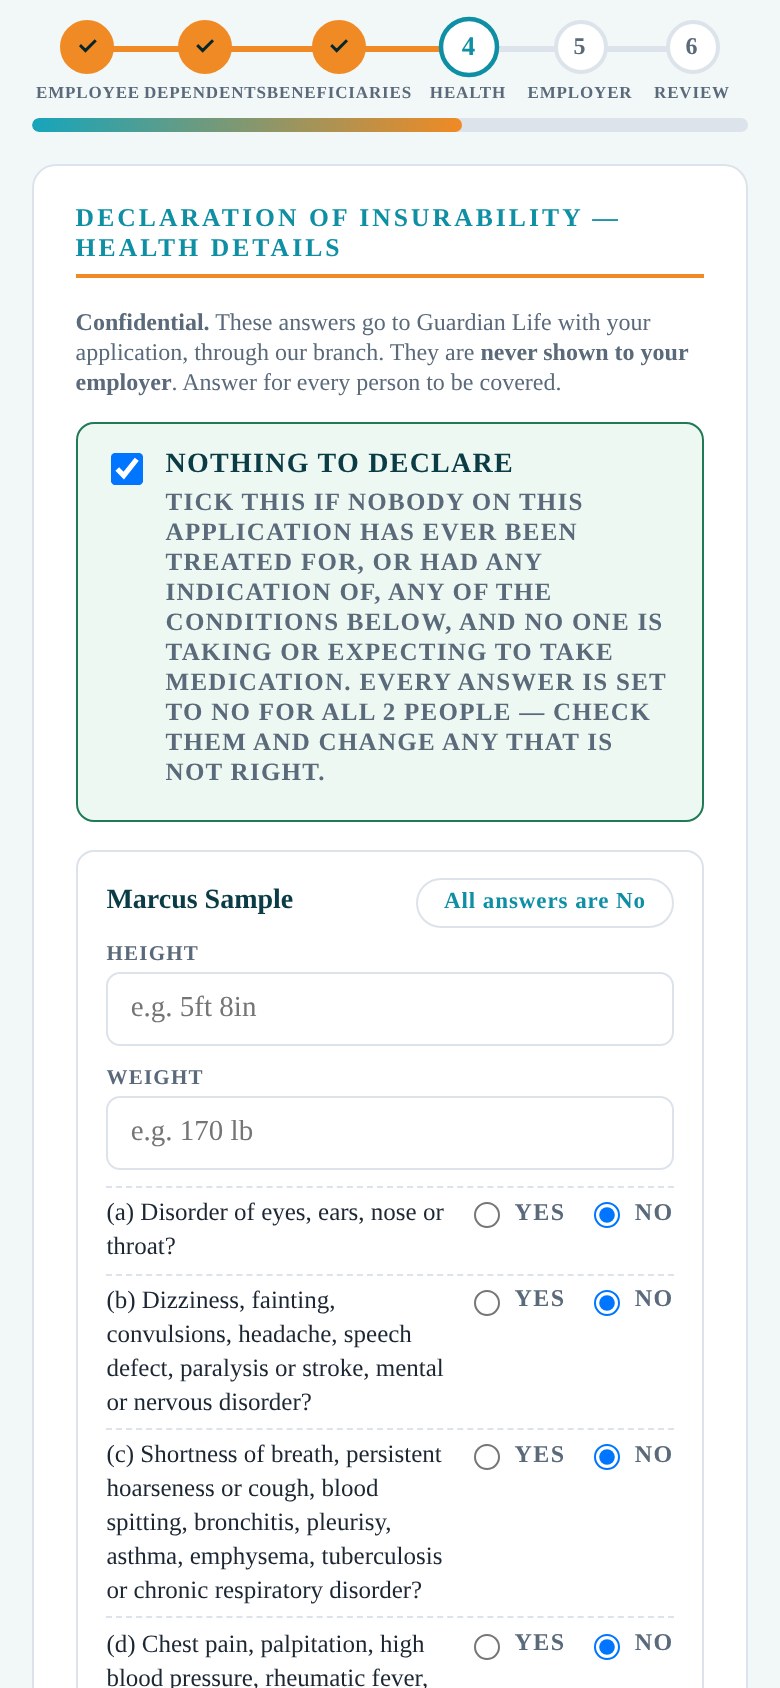 4 5 6
EMPLOYEE DEPENDENTS BENEFICIARIES HEALTH EMPLOYER REVIEW
DECLARATION OF INSURABILITY —
HEALTH DETAILS
Confidential. These answers go to Guardian Life with your
application, through our branch. They are never shown to your
employer. Answer for every person to be covered.
NOTHING TO DECLARE
TICK THIS IF NOBODY ON THIS
APPLICATION HAS EVER BEEN
TREATED FOR, OR HAD ANY
INDICATION OF, ANY OF THE
CONDITIONS BELOW, AND NO ONE IS
TAKING OR EXPECTING TO TAKE
MEDICATION. EVERY ANSWER IS SET
TO NO FOR ALL 2 PEOPLE — CHECK
THEM AND CHANGE ANY THAT IS
NOT RIGHT.
Marcus Sample All answers are No
HEIGHT
e.g. 5ft 8in
WEIGHT
e.g. 170 lb
(a) Disorder of eyes, ears, nose or YES NO
throat?
(b) Dizziness, fainting, YES NO
convulsions, headache, speech
defect, paralysis or stroke, mental
or nervous disorder?
(c) Shortness of breath, persistent YES NO
hoarseness or cough, blood
spitting, bronchitis, pleurisy,
asthma, emphysema, tuberculosis
or chronic respiratory disorder?
(d) Chest pain, palpitation, high YES NO
blood pressure, rheumatic fever,